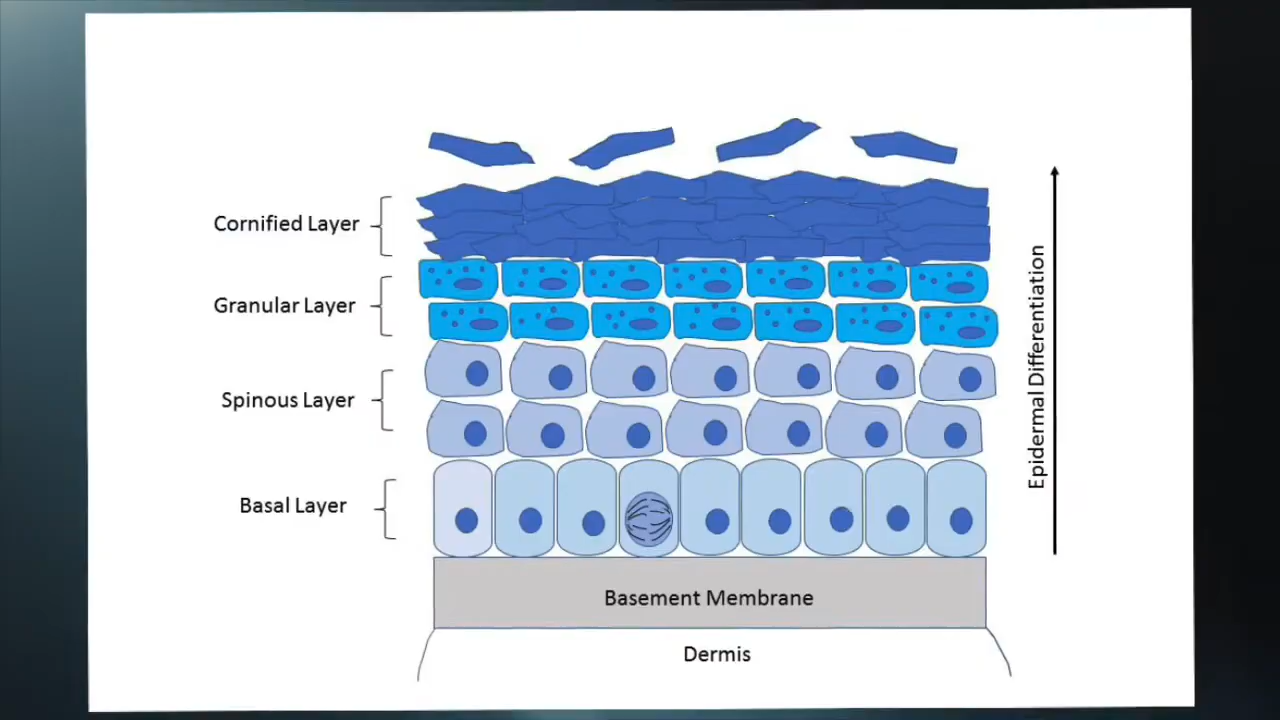 Cornified Layer
Granular Layer
Spinous Layer
Basal Layer
Epidermal Differentiation
Basement Membrane
Dermis